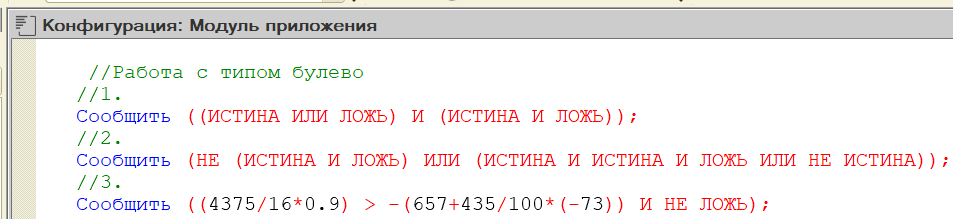 Конфигурация: Модуль приложения
//Работа с типом булево
//1.
Сообщить ((ИСТИНА ИЛИ ЛОЖЬ) И (ИСТИНА И ЛОЖЬ));
//2.
Сообщить (НЕ (ИСТИНА И ЛОЖЬ) ИЛИ (ИСТИНА И ИСТИНА И ЛОЖЬ ИЛИ НЕ ИСТИНА));
//3.
Сообщить ((4375/16*0.9) > -(657+435/100*(-73)) И НЕ ЛОЖЬ);